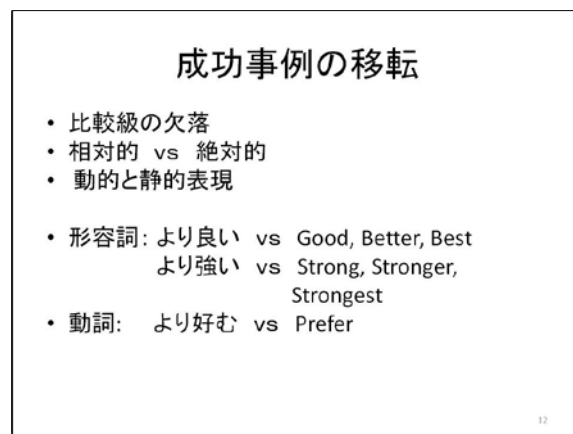 成功事例の移転
• 比較級の欠落
• 相対的 vs 絶対的
• 動的と静的表現
• 形容詞: より良い vs Good, Better, Best
より強い vs Strong, Stronger,
Strongest
• 動詞: より好む vs Prefer
12